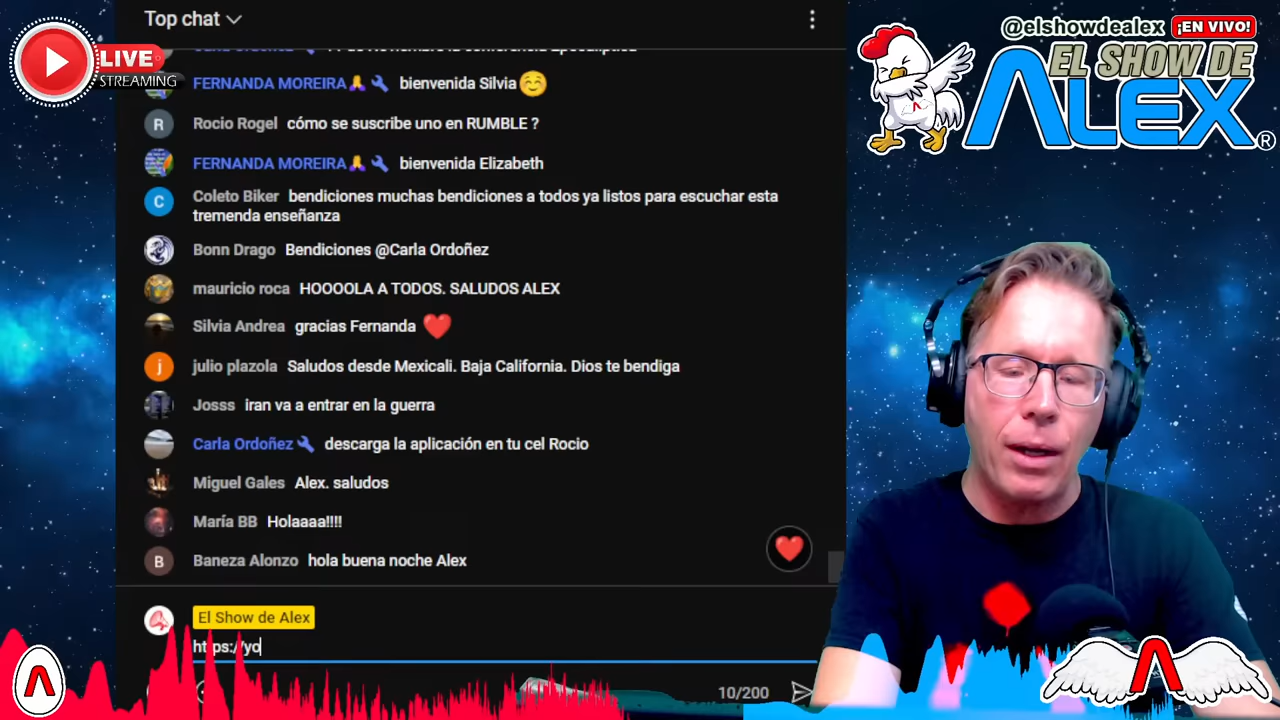 Top chat
LIVE
STREAMING
@elshowdealex ¡EN VIVO!
EL SHOW DE
ALEX®
FERNANDA MOREIRA bienvenida Silvia
R Rocio Rogel cómo se suscribe uno en RUMBLE ?
FERNANDA MOREIRA bienvenida Elizabeth
C Coleto Biker bendiciones muchas bendiciones a todos ya listos para escuchar esta
tremenda enseñanza
Bonn Drago Bendiciones @Carla Ordoñez
mauricio roca HOOOOLA A TODOS. SALUDOS ALEX
Silvia Andrea gracias Fernanda
j julio plazola Saludos desde Mexicali. Baja California. Dios te bendiga
Josss iran va a entrar en la guerra
Carla Ordoñez descarga la aplicación en tu cel Rocio
Miguel Gales Alex. saludos
María BB Holaaaa!!!!
B Baneza Alonzo hola buena noche Alex
El Show de Alex
https://yo
10/200